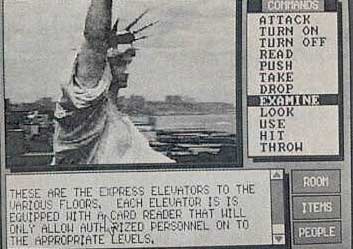 COMMANDS
ATTACK
TURN ON
TURN OFF
READ
PUSH
TAKE
DROP
EXAMINE
LOOK
USE
HIT
THROW
THESE ARE THE EXPRESS ELEVATORS TO THE
VARIOUS FLOORS. EACH ELEVATOR IS IS
EQUIPPED WITH A CARD READER THAT WILL
ONLY ALLOW AUTHORIZED PERSONNEL ON TO
THE APPROPRIATE LEVELS.
ROOM
ITEMS
PEOPLE